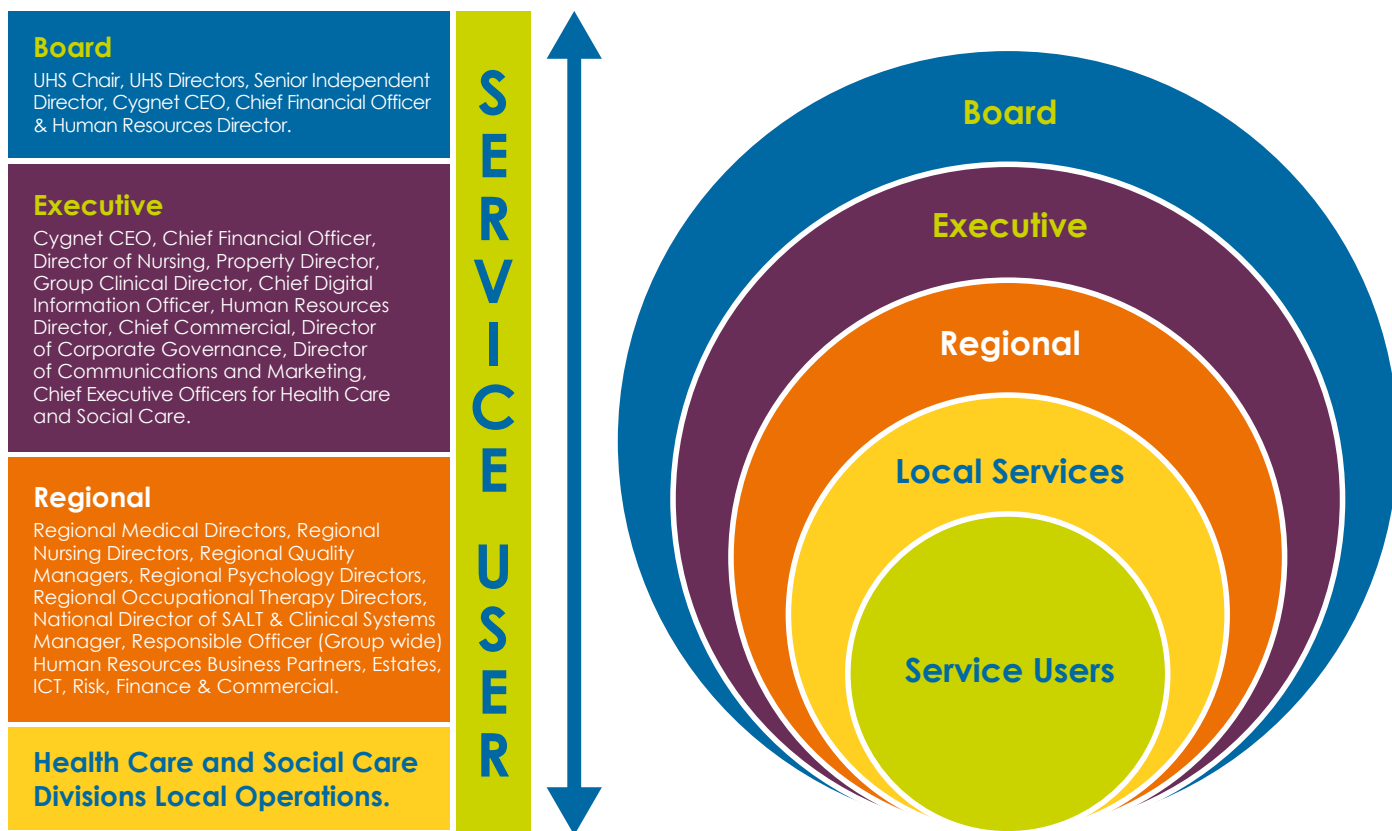 Board
UHS Chair, UHS Directors, Senior Independent
Director, Cygnet CEO, Chief Financial Officer
& Human Resources Director.
Executive
Cygnet CEO, Chief Financial Officer,
Director of Nursing, Property Director,
Group Clinical Director, Chief Digital
Information Officer, Human Resources
Director, Chief Commercial, Director
of Corporate Governance, Director
of Communications and Marketing,
Chief Executive Officers for Health Care
and Social Care.
Regional
Regional Medical Directors, Regional
Nursing Directors, Regional Quality
Managers, Regional Psychology Directors,
Regional Occupational Therapy Directors,
National Director of SALT & Clinical Systems
Manager, Responsible Officer (Group wide)
Human Resources Business Partners, Estates,
ICT, Risk, Finance & Commercial.
Health Care and Social Care
Divisions Local Operations.
SERVICE USER
Board
Executive
Regional
Local Services
Service Users